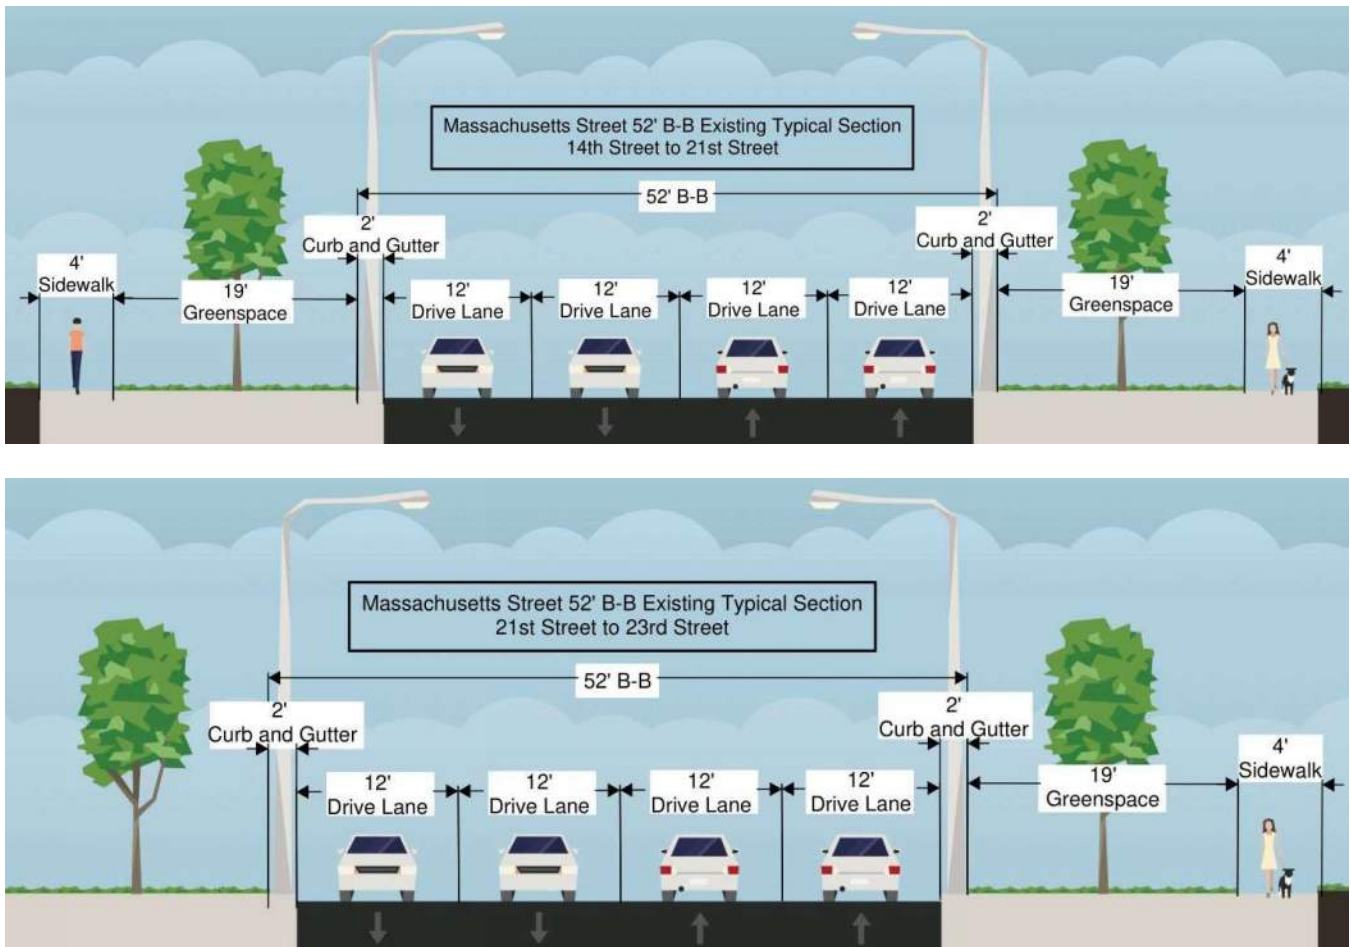 Massachusetts Street 52' B-B Existing Typical Section
14th Street to 21st Street
52' B-B
2'
Curb and Gutter
2'
Curb and Gutter
4'
Sidewalk
19'
Greenspace
12'
Drive Lane
12'
Drive Lane
12'
Drive Lane
12'
Drive Lane
19'
Greenspace
4'
Sidewalk
Massachusetts Street 52' B-B Existing Typical Section
21st Street to 23rd Street
52' B-B
2'
Curb and Gutter
2'
Curb and Gutter
12'
Drive Lane
12'
Drive Lane
12'
Drive Lane
12'
Drive Lane
19'
Greenspace
4'
Sidewalk